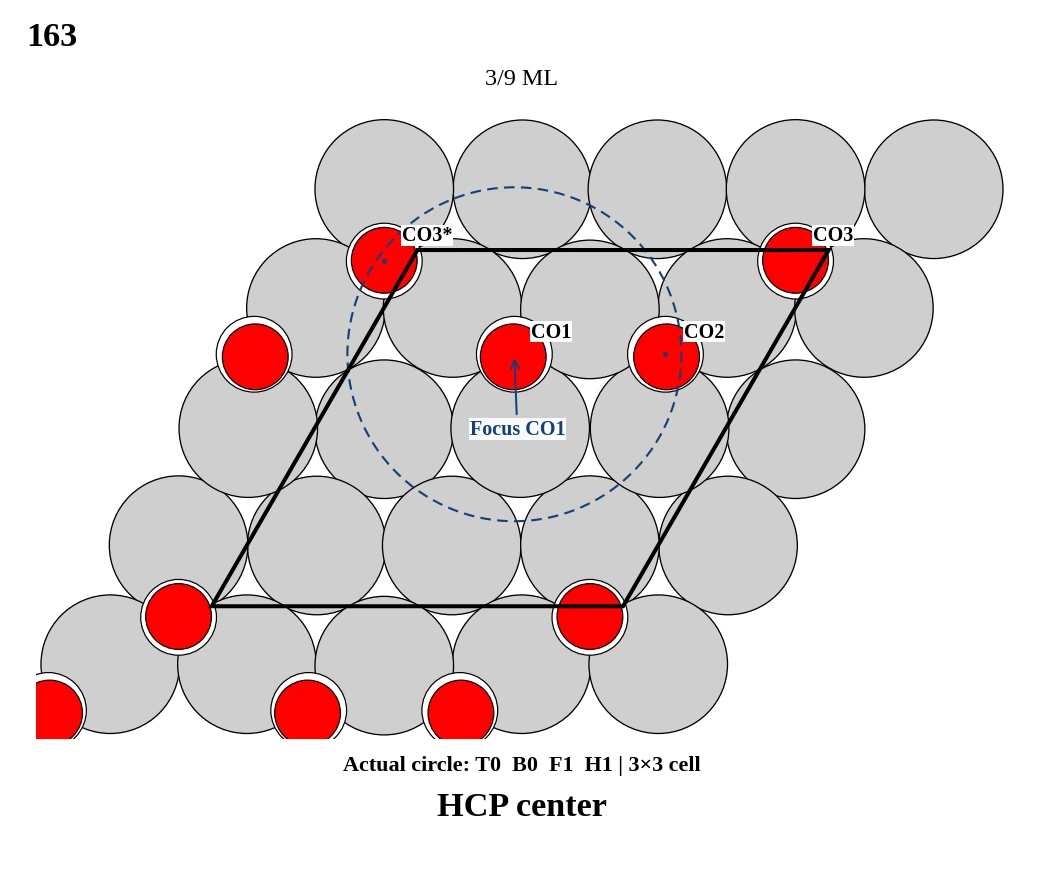 163
3/9 ML
CO3*
CO3
CO1
CO2
Focus CO1
Actual circle: T0  B0  F1  H1 | 3×3 cell
HCP center